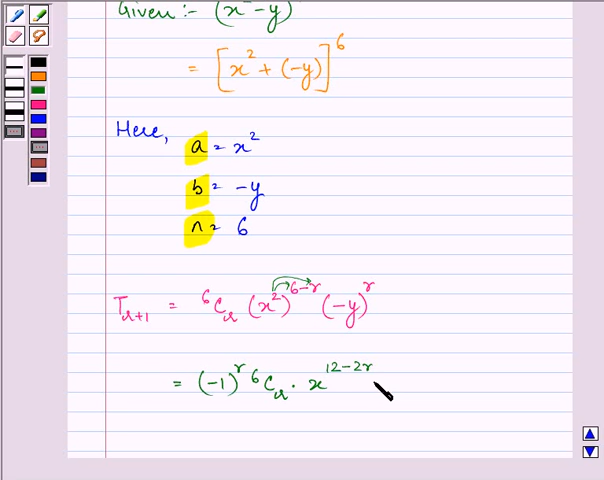 Given :- (x² - y)
= [x² + (-y)]⁶
Here,
a = x²
b = -y
n = 6
Tᵣ₊₁ = ⁶Cᵣ (x²)⁶⁻ʳ (-y)ʳ
= (-1)ʳ ⁶Cᵣ . x¹²⁻²ʳ